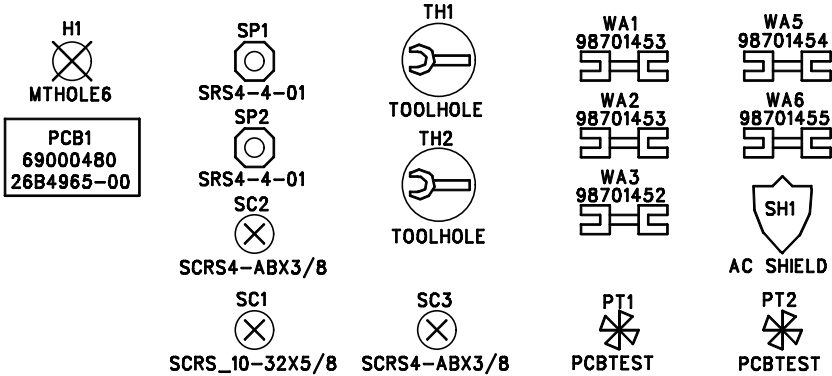 H1
MTHOLE6
SP1
SRS4-4-01
TH1
TOOLHOLE
WA1
98701453
WA5
98701454
PCB1
69000480
26B4965-00
SP2
SRS4-4-01
TH2
TOOLHOLE
WA2
98701453
WA6
98701455
SC2
SCRS4-ABX3/8
WA3
98701452
SH1
AC SHIELD
SC1
SCRS_10-32X5/8
SC3
SCRS4-ABX3/8
PT1
PCBTEST
PT2
PCBTEST